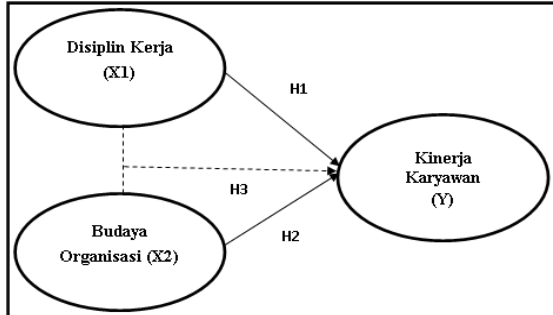 Disiplin Kerja
(X1)
H1
Kinerja
Karyawan
(Y)
H3
Budaya
Organisasi (X2)
H2